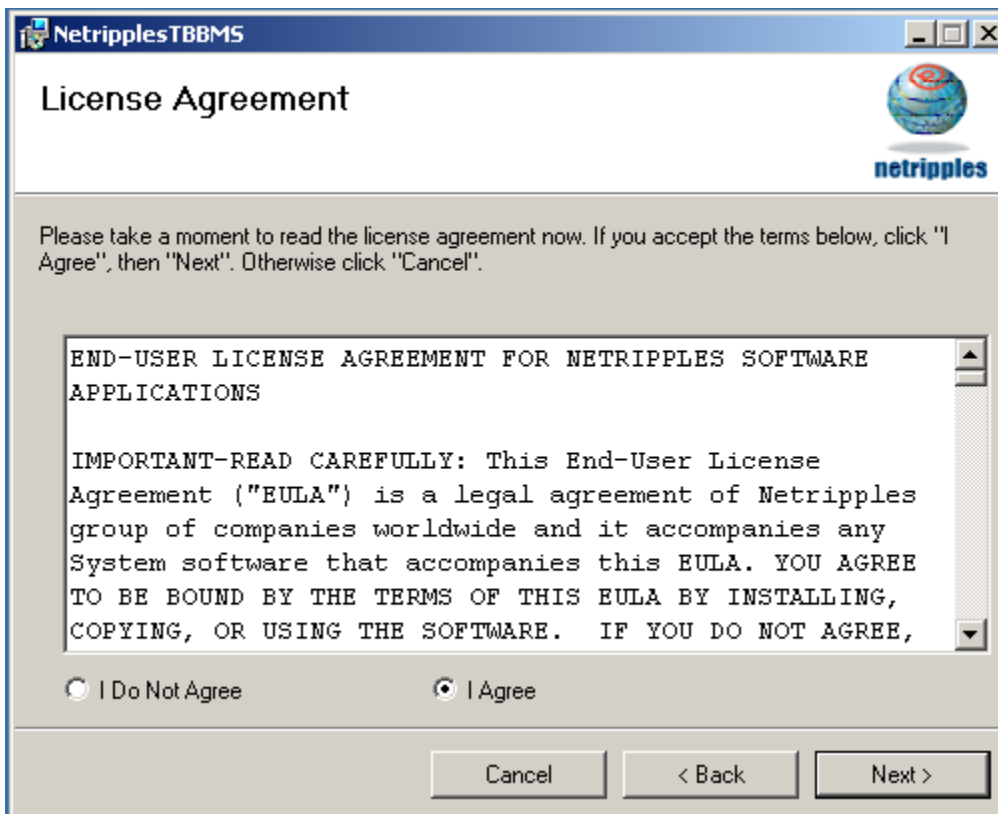 NetripplesTBBMS
License Agreement
netripples
Please take a moment to read the license agreement now. If you accept the terms below, click "I
Agree", then "Next". Otherwise click "Cancel".
END-USER LICENSE AGREEMENT FOR NETRIPPLES SOFTWARE
APPLICATIONS
IMPORTANT-READ CAREFULLY: This End-User License
Agreement ("EULA") is a legal agreement of Netripples
group of companies worldwide and it accompanies any
System software that accompanies this EULA. YOU AGREE
TO BE BOUND BY THE TERMS OF THIS EULA BY INSTALLING,
COPYING, OR USING THE SOFTWARE.  IF YOU DO NOT AGREE,
I Do Not Agree
I Agree
Cancel
< Back
Next >